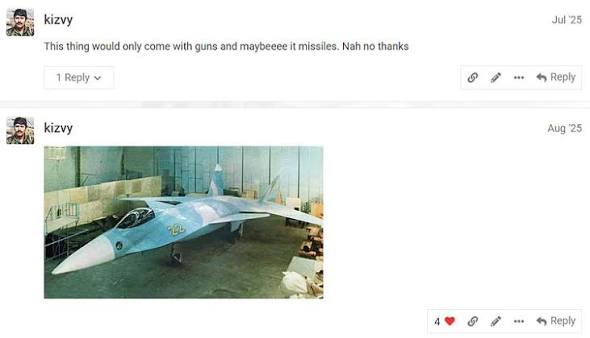 kizvy
Jul '25
This thing would only come with guns and maybeeee it missiles. Nah no thanks
1 Reply
Reply
kizvy
Aug '25
4
Reply